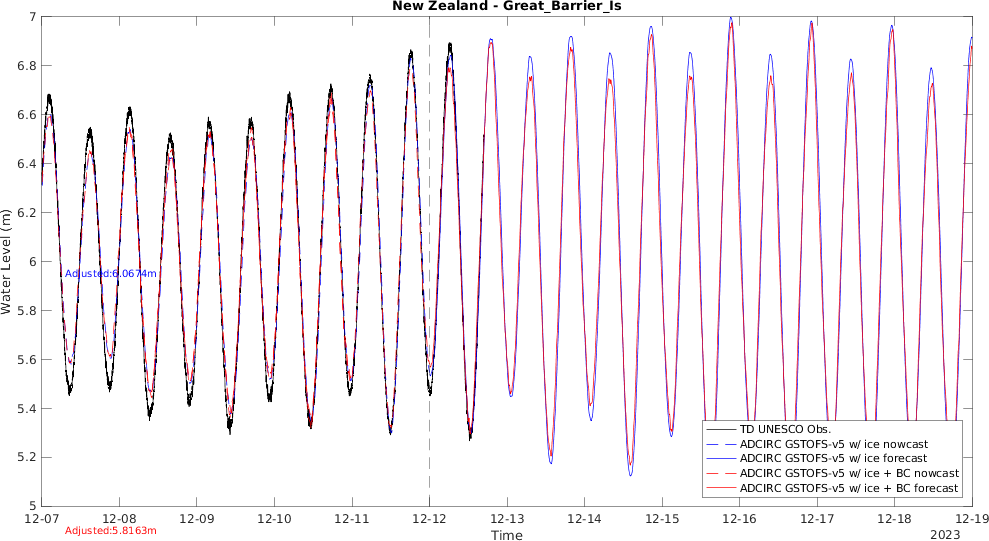 New Zealand - Great_Barrier_Is
Water Level (m)
7
6.8
6.6
6.4
6.2
6
5.8
5.6
5.4
5.2
5
Adjusted:6.0674m
TD UNESCO Obs.
ADCIRC GSTOFS-v5 w/ ice nowcast
ADCIRC GSTOFS-v5 w/ ice forecast
ADCIRC GSTOFS-v5 w/ ice + BC nowcast
ADCIRC GSTOFS-v5 w/ ice + BC forecast
12-07 12-08 12-09 12-10 12-11 12-12 12-13 12-14 12-15 12-16 12-17 12-18 12-19
Adjusted:5.8163m
Time
2023